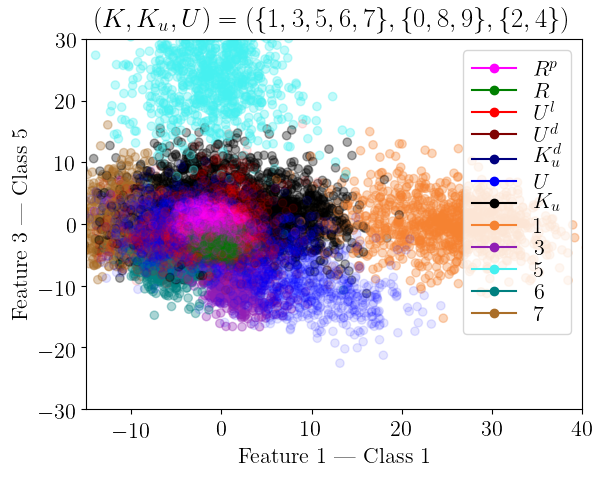 (K, K_u, U) = ({1, 3, 5, 6, 7}, {0, 8, 9}, {2, 4})
Feature 3 — Class 5
30
20
10
0
−10
−20
−30
R^p
R
U^l
U^d
K_u^d
U
K_u
1
3
5
6
7
−10
0
10
20
30
40
Feature 1 — Class 1